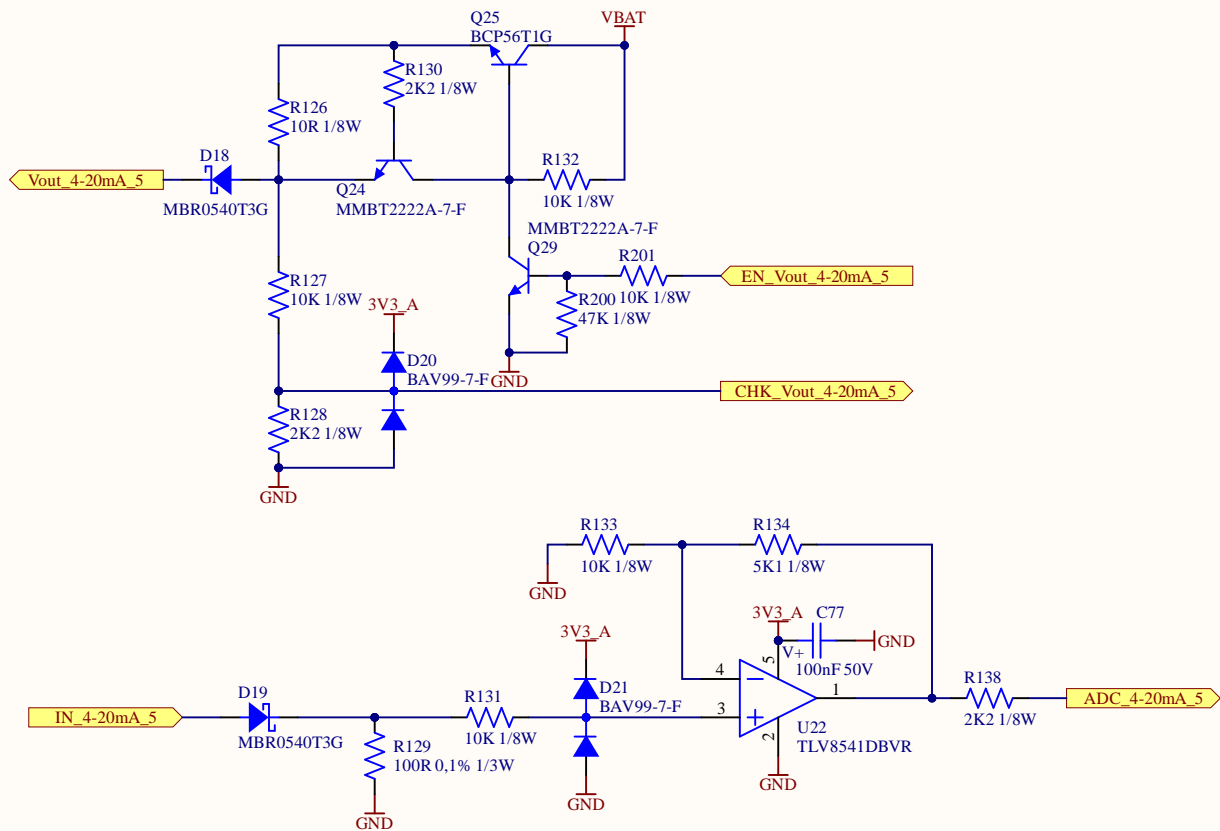 Q25
BCP56T1G
VBAT
R130
2K2 1/8W
R126
10R 1/8W
D18
Vout_4-20mA_5
MBR0540T3G
Q24
MMBT2222A-7-F
R132
10K 1/8W
MMBT2222A-7-F
Q29
R201
10K 1/8W
EN_Vout_4-20mA_5
R200
47K 1/8W
GND
R127
10K 1/8W
3V3_A
D20
BAV99-7-F
CHK_Vout_4-20mA_5
R128
2K2 1/8W
GND
R133
10K 1/8W
GND
R134
5K1 1/8W
3V3_A
C77
GND
100nF 50V
V+
5
4
3
1
2
U22
TLV8541DBVR
GND
R138
2K2 1/8W
ADC_4-20mA_5
3V3_A
D21
BAV99-7-F
GND
D19
IN_4-20mA_5
MBR0540T3G
R131
10K 1/8W
R129
100R 0,1% 1/3W
GND